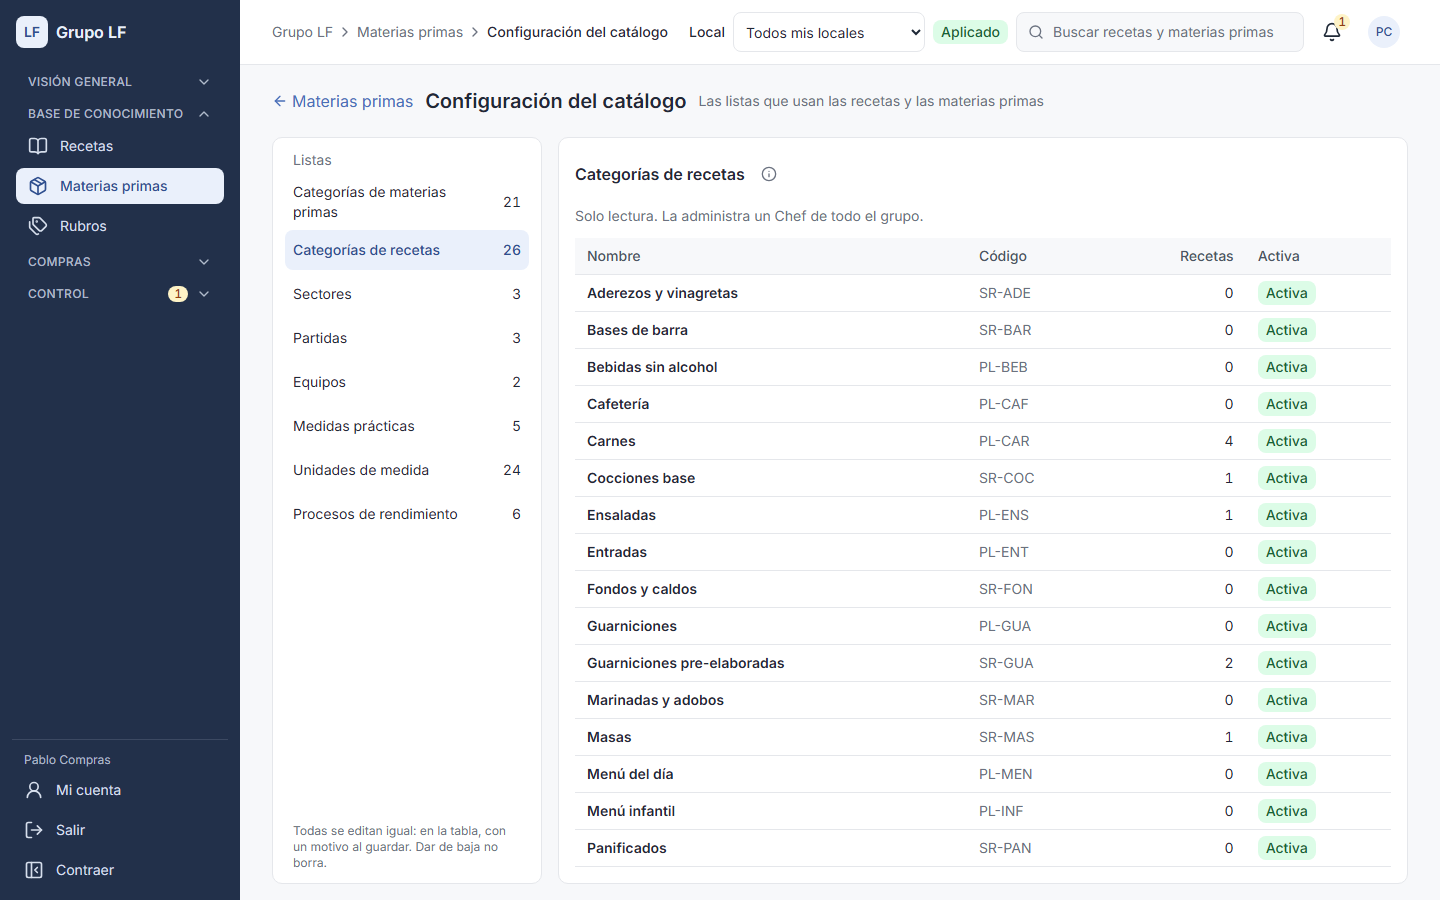 LF Grupo LF
VISIÓN GENERAL
BASE DE CONOCIMIENTO
Recetas
Materias primas
Rubros
COMPRAS
CONTROL 1
Pablo Compras
Mi cuenta
Salir
Contraer
Grupo LF > Materias primas > Configuración del catálogo Local Todos mis locales Aplicado Buscar recetas y materias primas 1 PC
← Materias primas Configuración del catálogo Las listas que usan las recetas y las materias primas
Listas
Categorías de materias
primas 21
Categorías de recetas 26
Sectores 3
Partidas 3
Equipos 2
Medidas prácticas 5
Unidades de medida 24
Procesos de rendimiento 6
Todas se editan igual: en la tabla, con
un motivo al guardar. Dar de baja no
borra.
Categorías de recetas
Solo lectura. La administra un Chef de todo el grupo.
Nombre Código Recetas Activa
Aderezos y vinagretas SR-ADE 0 Activa
Bases de barra SR-BAR 0 Activa
Bebidas sin alcohol PL-BEB 0 Activa
Cafetería PL-CAF 0 Activa
Carnes PL-CAR 4 Activa
Cocciones base SR-COC 1 Activa
Ensaladas PL-ENS 1 Activa
Entradas PL-ENT 0 Activa
Fondos y caldos SR-FON 0 Activa
Guarniciones PL-GUA 0 Activa
Guarniciones pre-elaboradas SR-GUA 2 Activa
Marinadas y adobos SR-MAR 0 Activa
Masas SR-MAS 1 Activa
Menú del día PL-MEN 0 Activa
Menú infantil PL-INF 0 Activa
Panificados SR-PAN 0 Activa